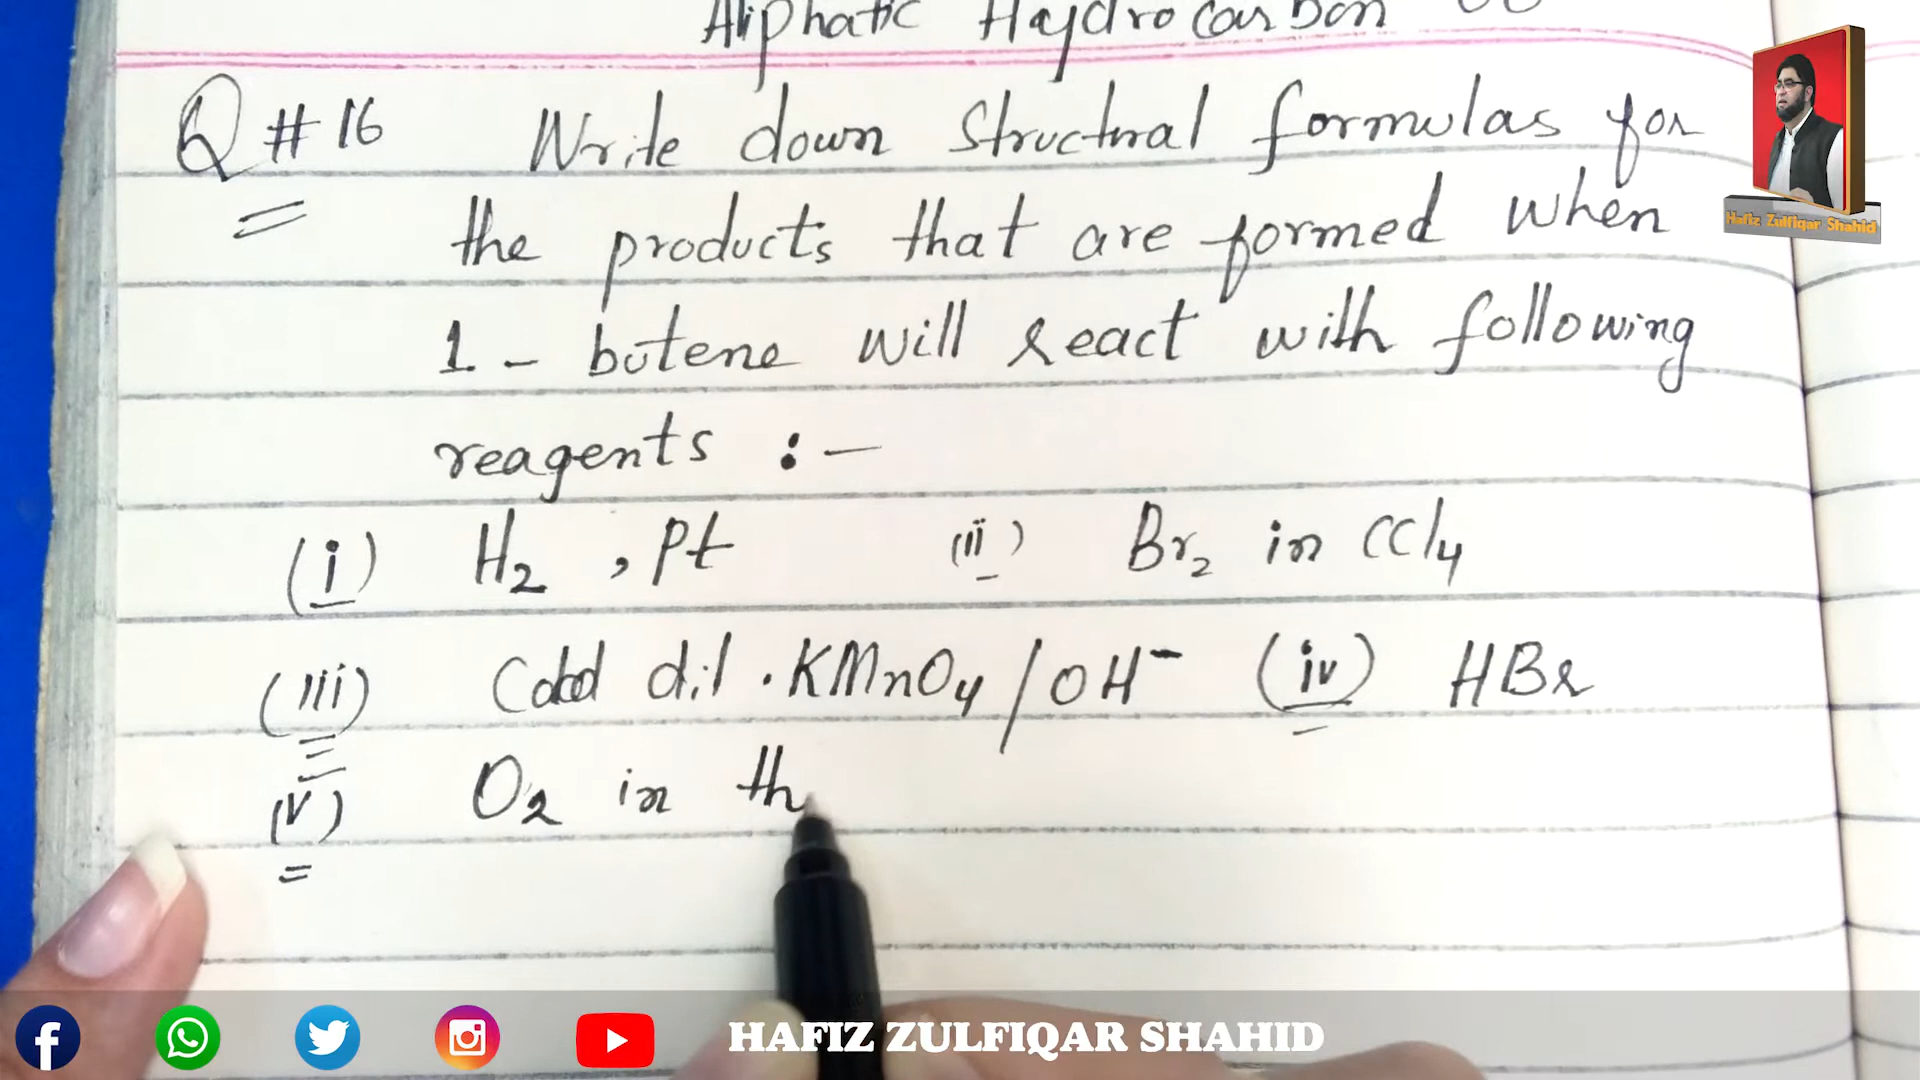 Aliphatic Hydrocarbon
Q # 16 Write down Structural formulas for
the products that are formed when
1 - butene will react with following
reagents :-
(i) H₂, Pt (ii) Br₂ in CCl₄
(iii) Cold dil. KMnO₄/OH⁻ (iv) HBr
(v) O₂ in th
Hafiz Zulfiqar Shahid
HAFIZ ZULFIQAR SHAHID